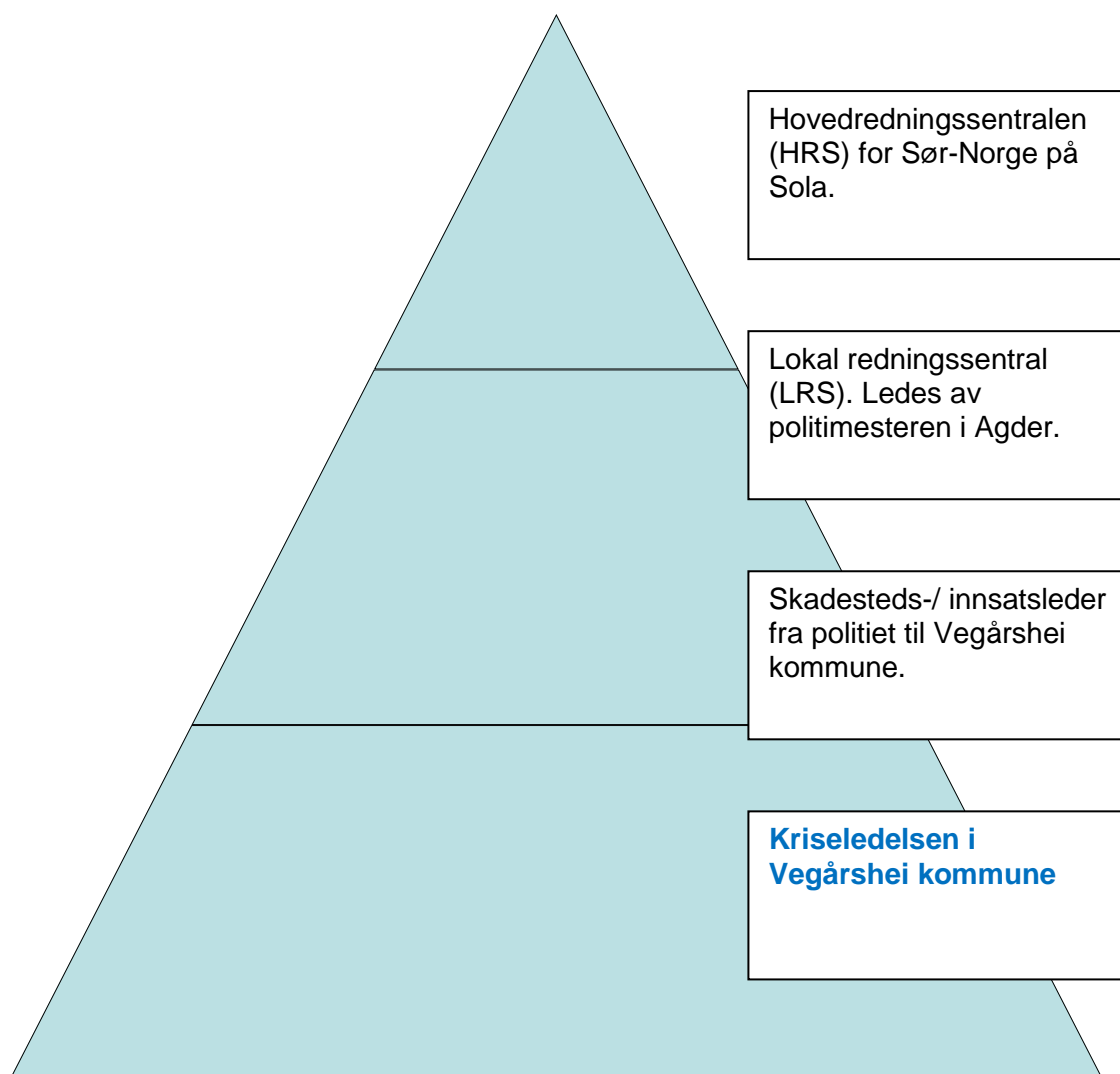 Hovedredningssentralen
(HRS) for Sør-Norge på
Sola.
Lokal redningssentral
(LRS). Ledes av
politimesteren i Agder.
Skadesteds-/ innsatsleder
fra politiet til Vegårshei
kommune.
Kriseledelsen i
Vegårshei kommune